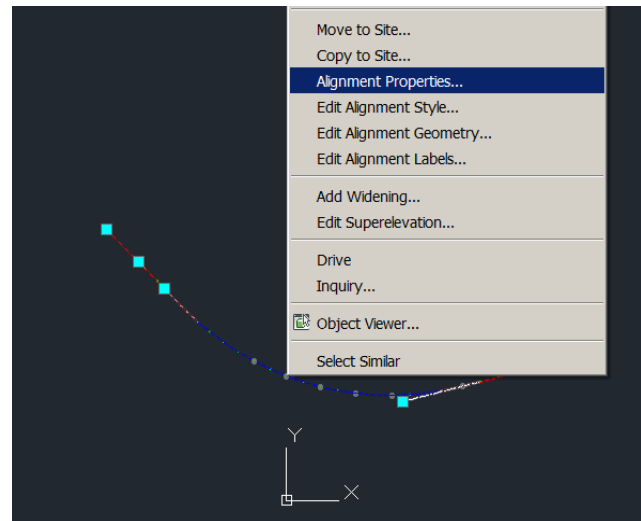 Move to Site...
Copy to Site...
Alignment Properties...
Edit Alignment Style...
Edit Alignment Geometry...
Edit Alignment Labels...
Add Widening...
Edit Superelevation...
Drive
Inquiry...
Object Viewer...
Select Similar
Y
X